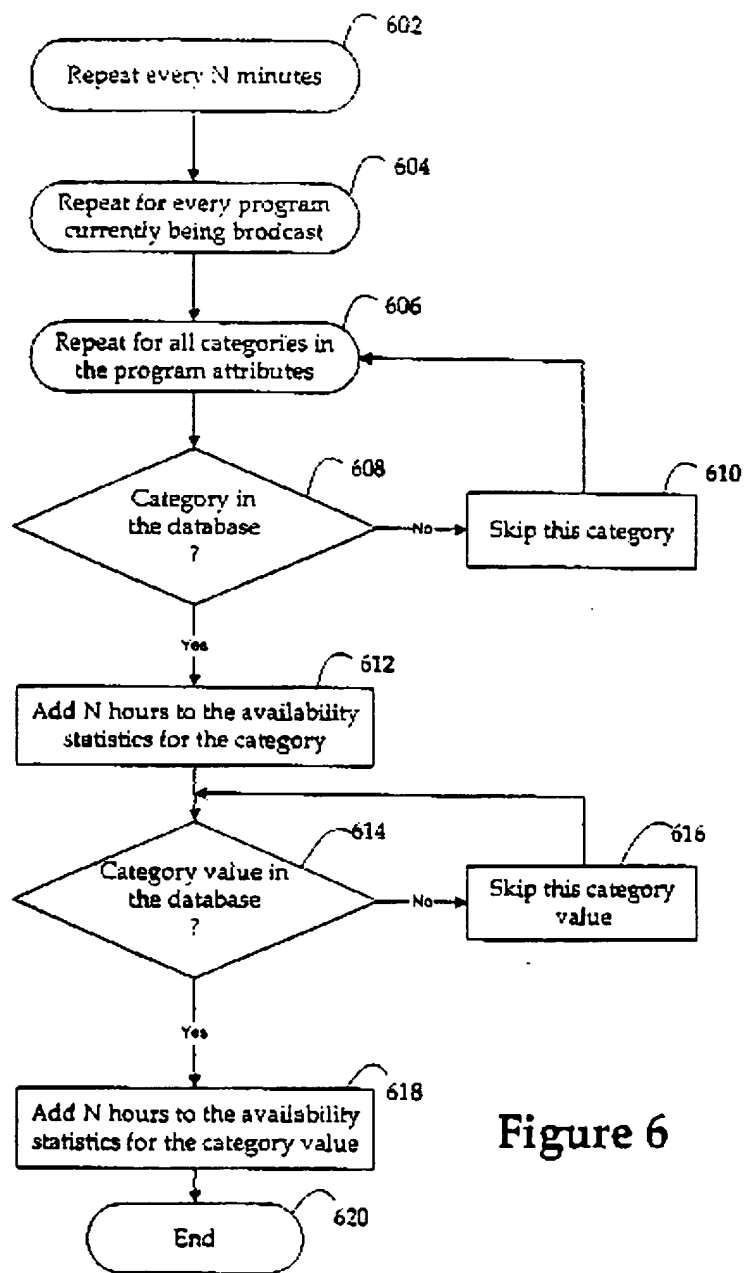 602
Repeat every N minutes
604
Repeat for every program
currently being brodcast
606
Repeat for all categories in
the program attributes
608
Category in
the database
?
No
610
Skip this category
Yes
612
Add N hours to the availability
statistics for the category
614
Category value in
the database
?
No
616
Skip this category
value
Yes
618
Add N hours to the availability
statistics for the category value
Figure 6
620
End